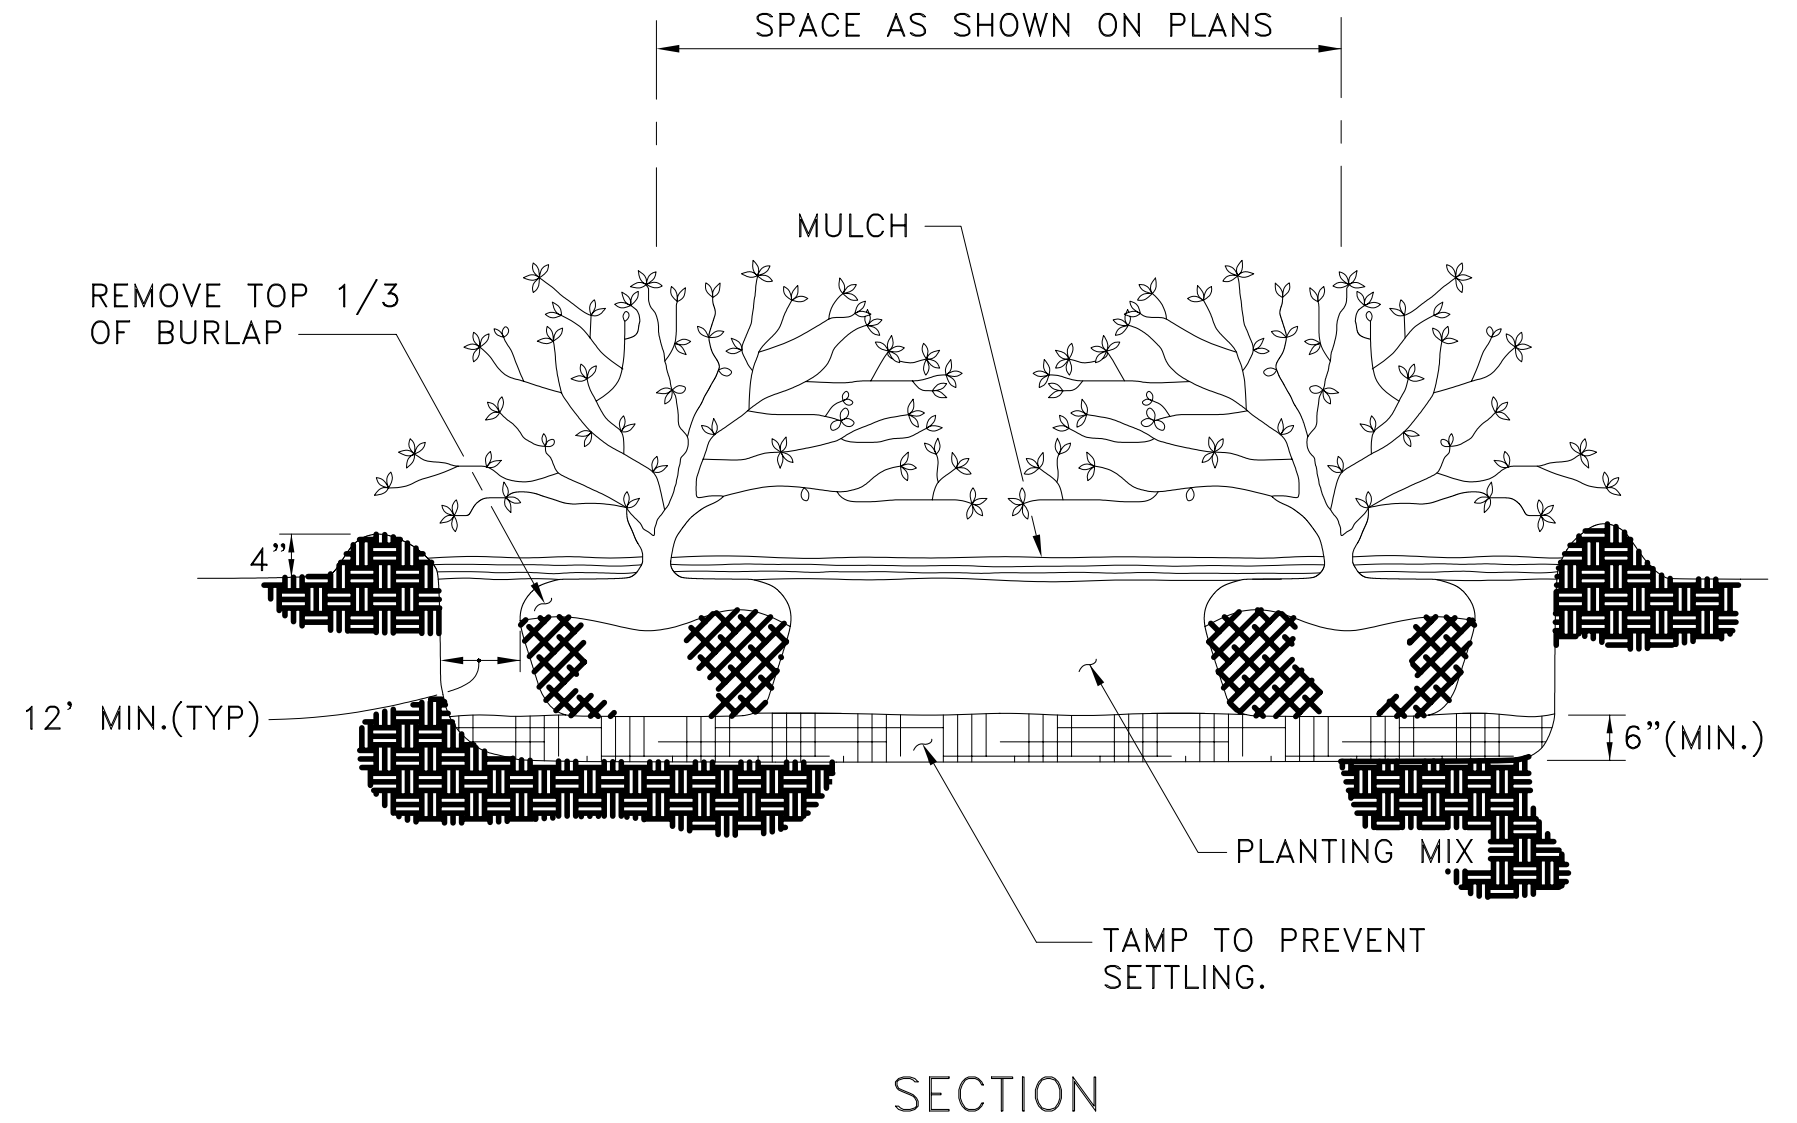 SPACE AS SHOWN ON PLANS
MULCH
REMOVE TOP 1/3
OF BURLAP
4"
12' MIN.(TYP)
6"(MIN.)
PLANTING MIX
TAMP TO PREVENT
SETTLING.
SECTION